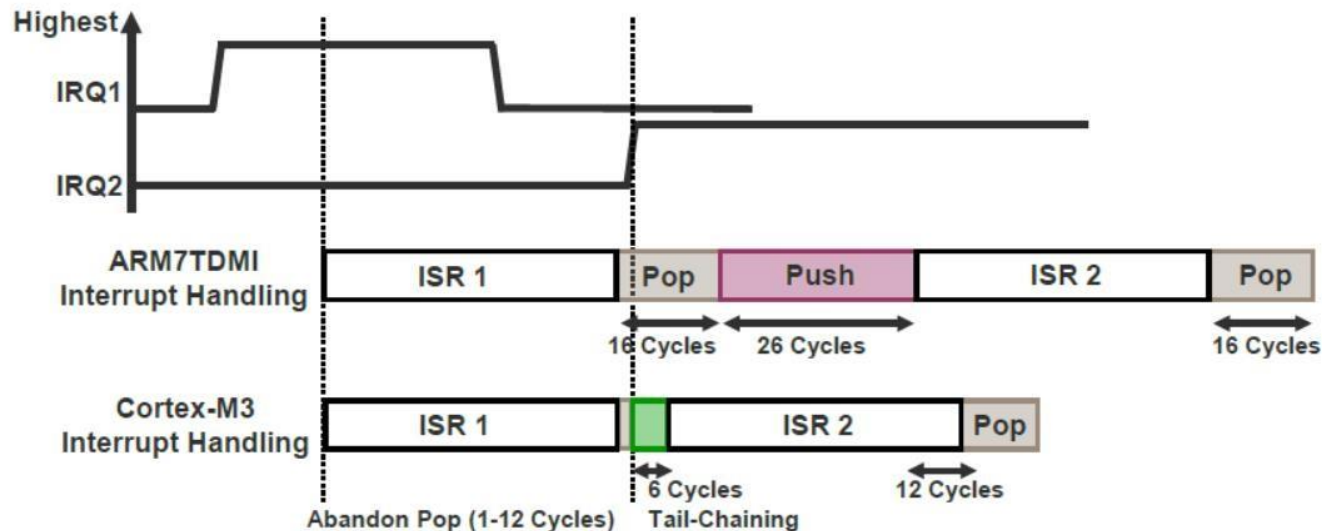 Highest
IRQ1
IRQ2
ARM7TDMI
Interrupt Handling
ISR 1
Pop
Push
ISR 2
Pop
16 Cycles
26 Cycles
16 Cycles
Cortex-M3
Interrupt Handling
ISR 1
ISR 2
Pop
6 Cycles
12 Cycles
Abandon Pop (1-12 Cycles)
Tail-Chaining